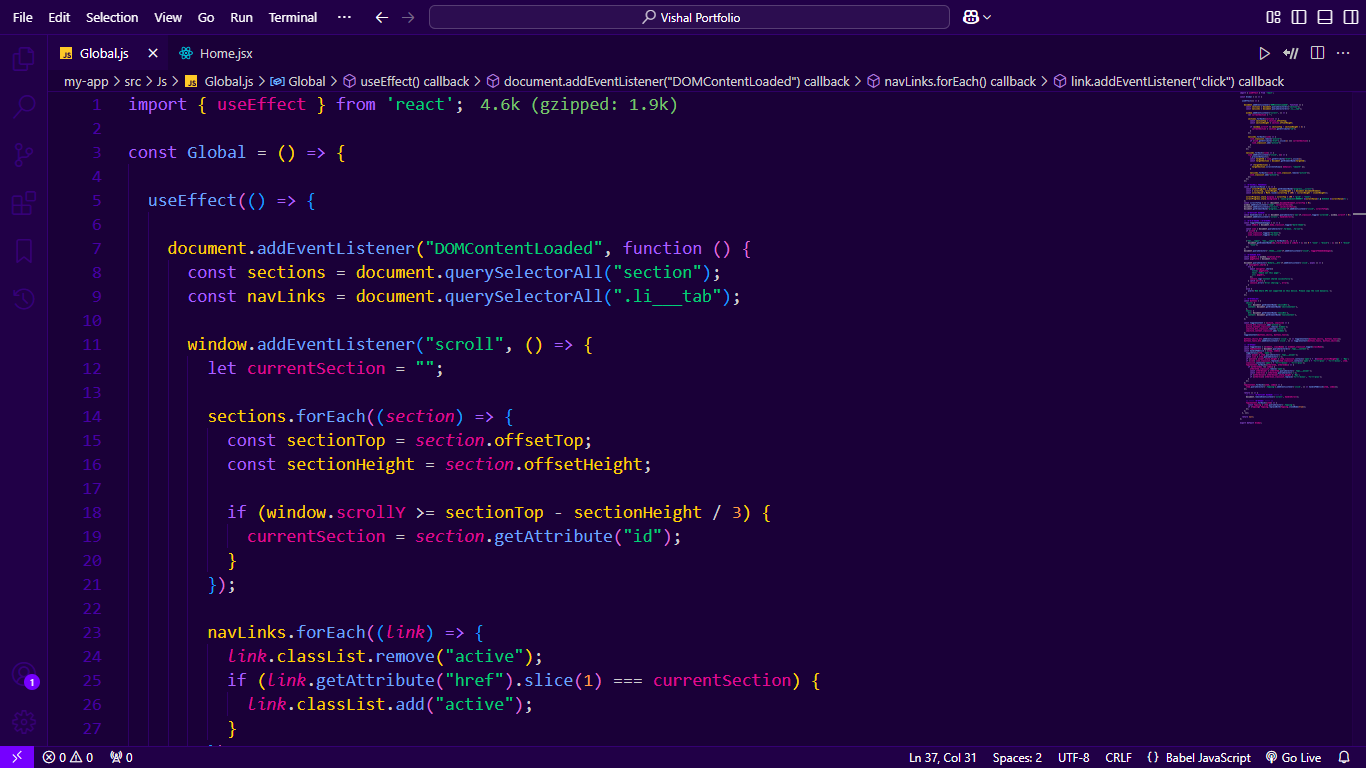 File Edit Selection View Go Run Terminal ··· Vishal Portfolio
JS Global.js Home.jsx
my-app > src > Js > JS Global.js > Global > useEffect() callback > document.addEventListener("DOMContentLoaded") callback > navLinks.forEach() callback > link.addEventListener("click") callback
1 import { useEffect } from 'react'; 4.6k (gzipped: 1.9k)
2
3 const Global = () => {
4
5 useEffect(() => {
6
7 document.addEventListener("DOMContentLoaded", function () {
8 const sections = document.querySelectorAll("section");
9 const navLinks = document.querySelectorAll(".li___tab");
10
11 window.addEventListener("scroll", () => {
12 let currentSection = "";
13
14 sections.forEach((section) => {
15 const sectionTop = section.offsetTop;
16 const sectionHeight = section.offsetHeight;
17
18 if (window.scrollY >= sectionTop - sectionHeight / 3) {
19 currentSection = section.getAttribute("id");
20 }
21 });
22
23 navLinks.forEach((link) => {
24 link.classList.remove("active");
25 if (link.getAttribute("href").slice(1) === currentSection) {
26 link.classList.add("active");
27 }
1
0 0 0 Ln 37, Col 31 Spaces: 2 UTF-8 CRLF {} Babel JavaScript Go Live